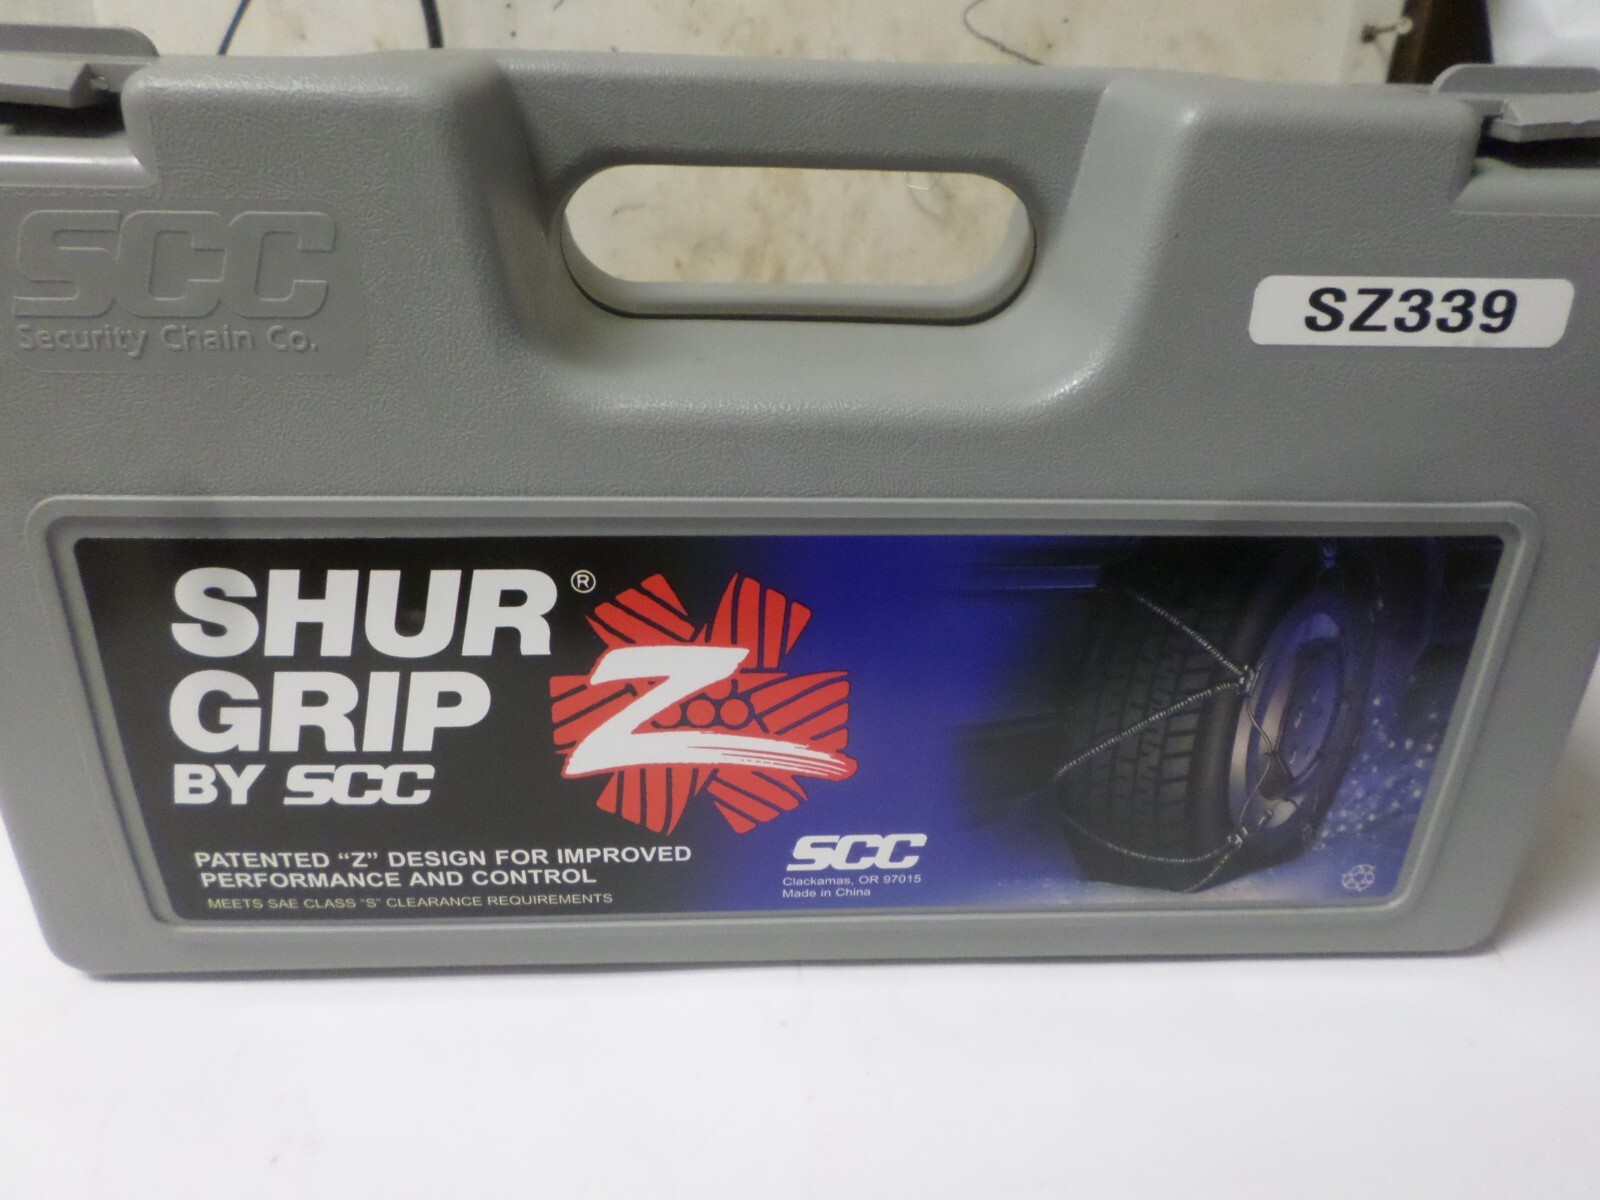 SCC
Security Chain Co.
SZ339
SHUR®
GRIP
BY SCC
Z
PATENTED “Z” DESIGN FOR IMPROVED
PERFORMANCE AND CONTROL
MEETS SAE CLASS “S” CLEARANCE REQUIREMENTS
SCC
Clackamas, OR 97015
Made in China